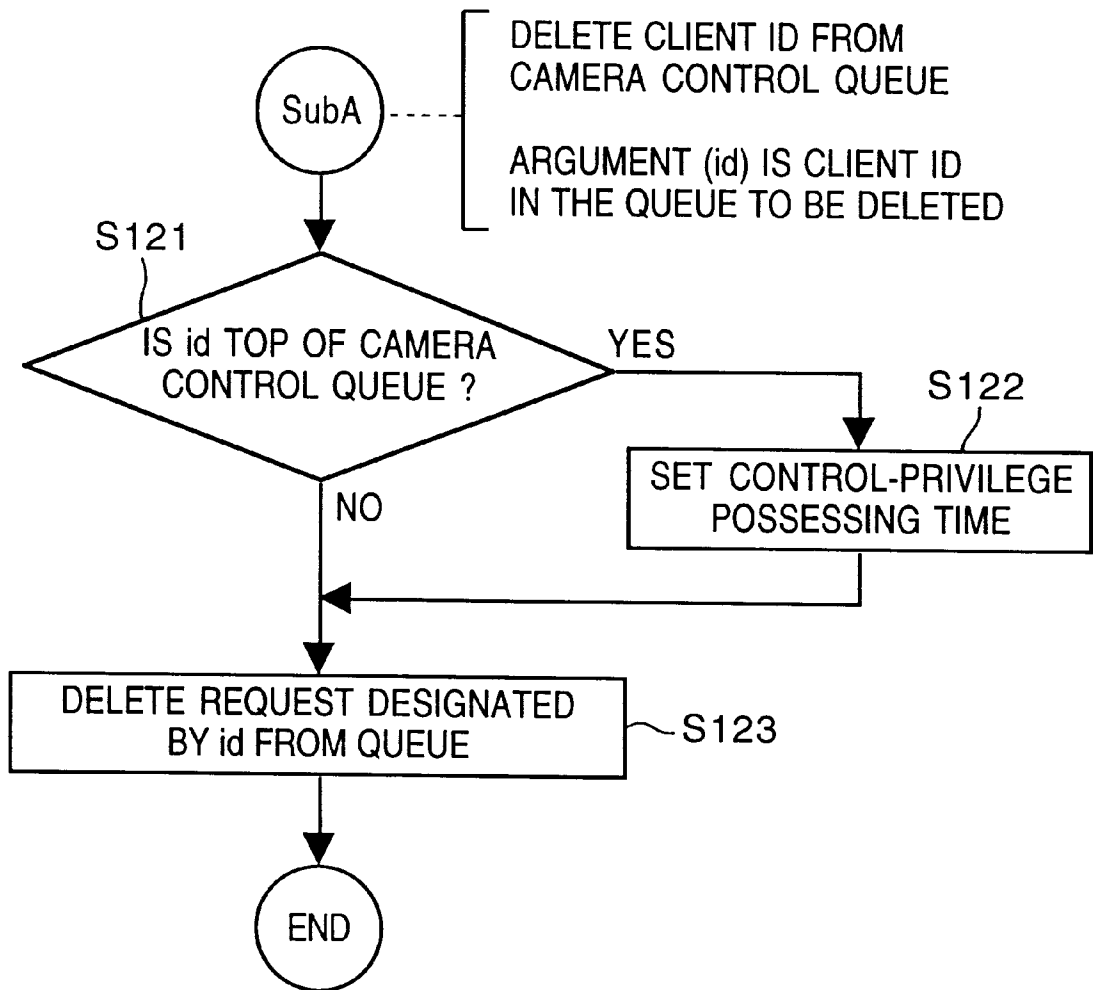 SubA
DELETE CLIENT ID FROM
CAMERA CONTROL QUEUE
ARGUMENT (id) IS CLIENT ID
IN THE QUEUE TO BE DELETED
S121
IS id TOP OF CAMERA
CONTROL QUEUE ?
YES
S122
SET CONTROL-PRIVILEGE
POSSESSING TIME
NO
DELETE REQUEST DESIGNATED
BY id FROM QUEUE
S123
END